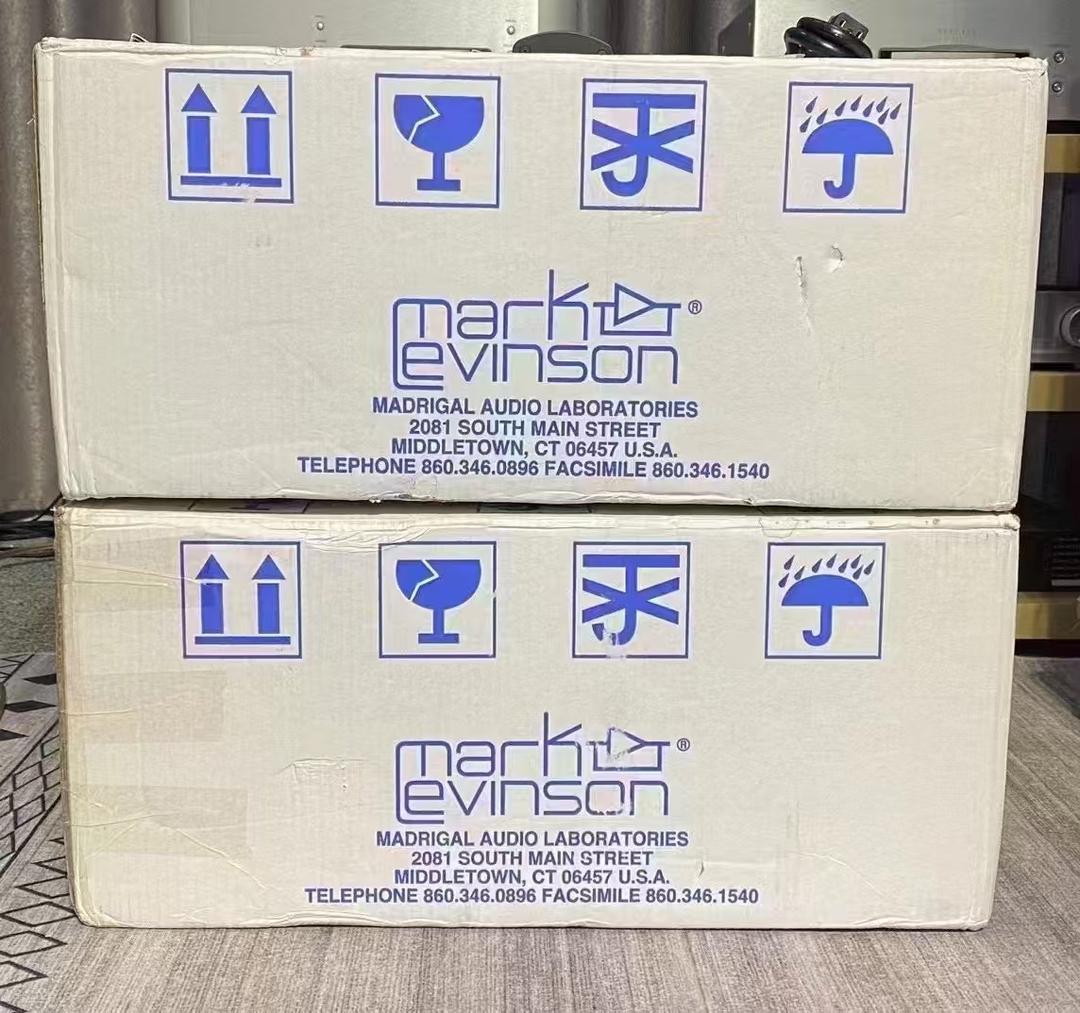 mark
levinson®
MADRIGAL AUDIO LABORATORIES
2081 SOUTH MAIN STREET
MIDDLETOWN, CT 06457 U.S.A.
TELEPHONE 860.346.0896 FACSIMILE 860.346.1540
mark
levinson®
MADRIGAL AUDIO LABORATORIES
2081 SOUTH MAIN STREET
MIDDLETOWN, CT 06457 U.S.A.
TELEPHONE 860.346.0896 FACSIMILE 860.346.1540